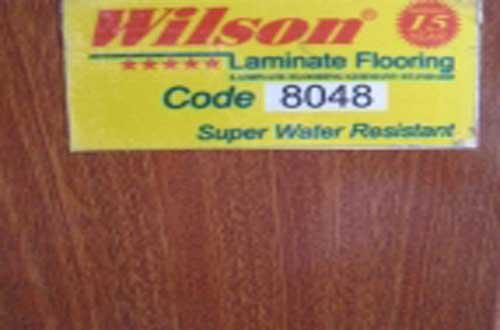 Wilson®
15
Laminate Flooring
Code 8048
Super Water Resistant